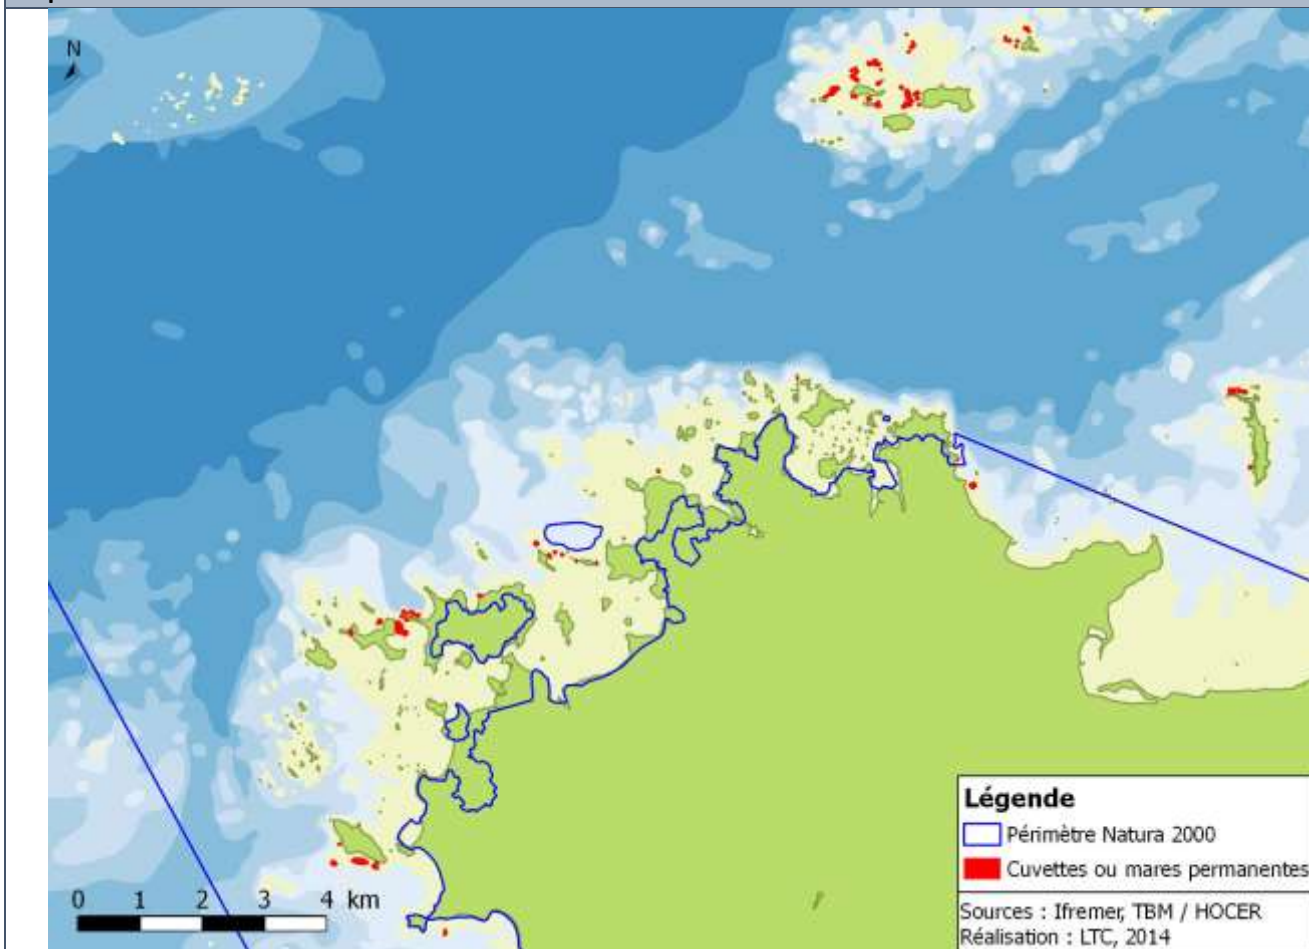 N
0 1 2 3 4 km
Légende
Périmètre Natura 2000
Cuvettes ou mares permanentes
Sources : Ifremer, TBM / HOCER
Réalisation : LTC, 2014